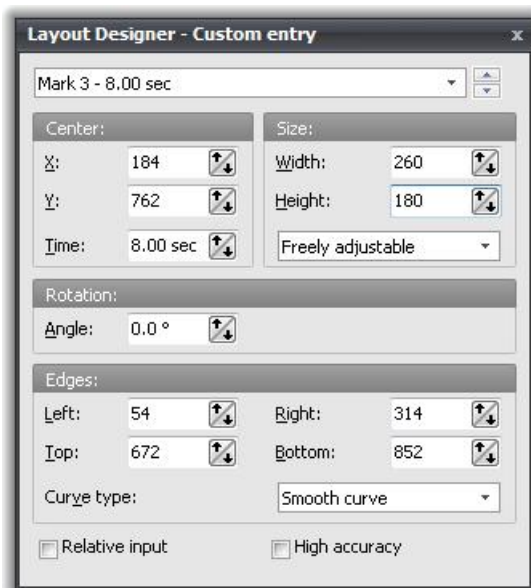 Layout Designer - Custom entry x
Mark 3 - 8.00 sec
Center: Size:
X: 184 Width: 260
Y: 762 Height: 180
Time: 8.00 sec Freely adjustable
Rotation:
Angle: 0.0 °
Edges:
Left: 54 Right: 314
Top: 672 Bottom: 852
Curve type: Smooth curve
Relative input High accuracy